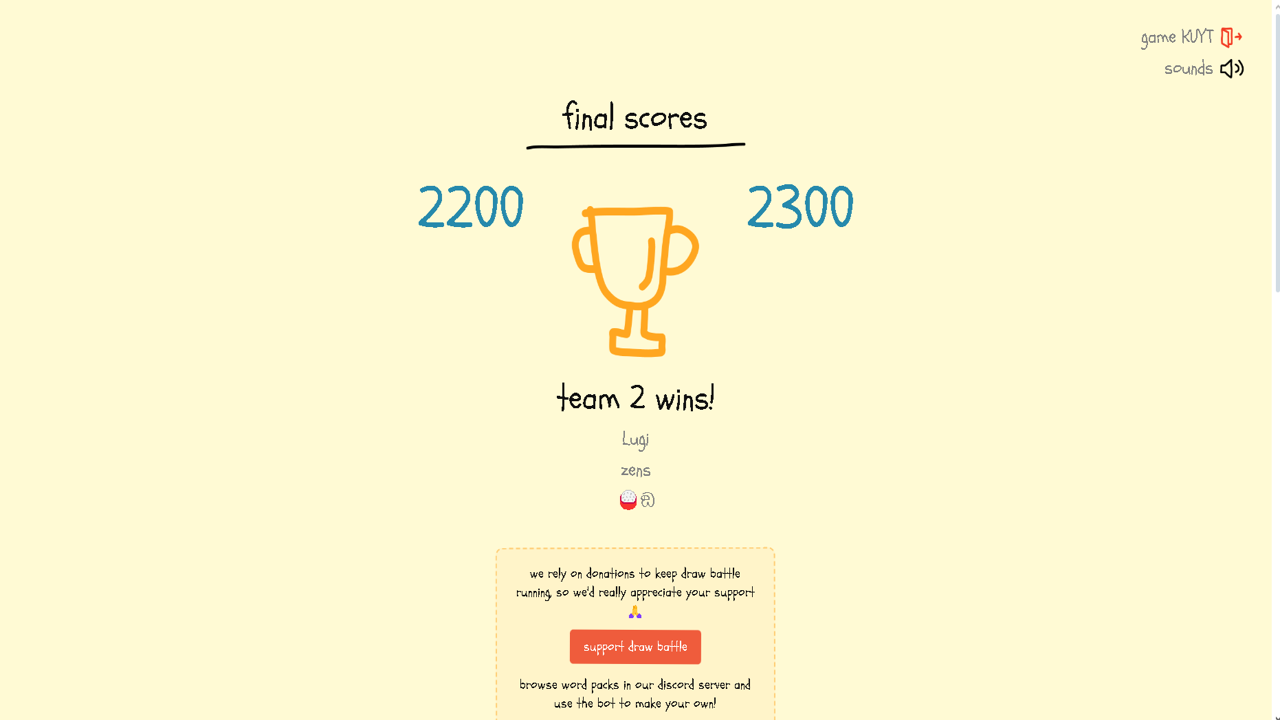 game KUYT
sounds
final scores
2200
2300
team 2 wins!
Lugi
zens
🍚
we rely on donations to keep draw battle
running, so we'd really appreciate your support
🙏
support draw battle
browse word packs in our discord server and
use the bot to make your own!